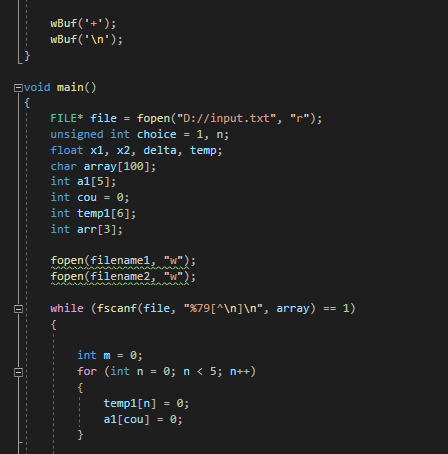 wBuf('+');
wBuf('\n');
}
void main()
{
FILE* file = fopen("D://input.txt", "r");
unsigned int choice = 1, n;
float x1, x2, delta, temp;
char array[100];
int a1[5];
int cou = 0;
int temp1[6];
int arr[3];
fopen(filename1, "w");
fopen(filename2, "w");
while (fscanf(file, "%79[^\n]\n", array) == 1)
{
int m = 0;
for (int n = 0; n < 5; n++)
{
temp1[n] = 0;
a1[cou] = 0;
}